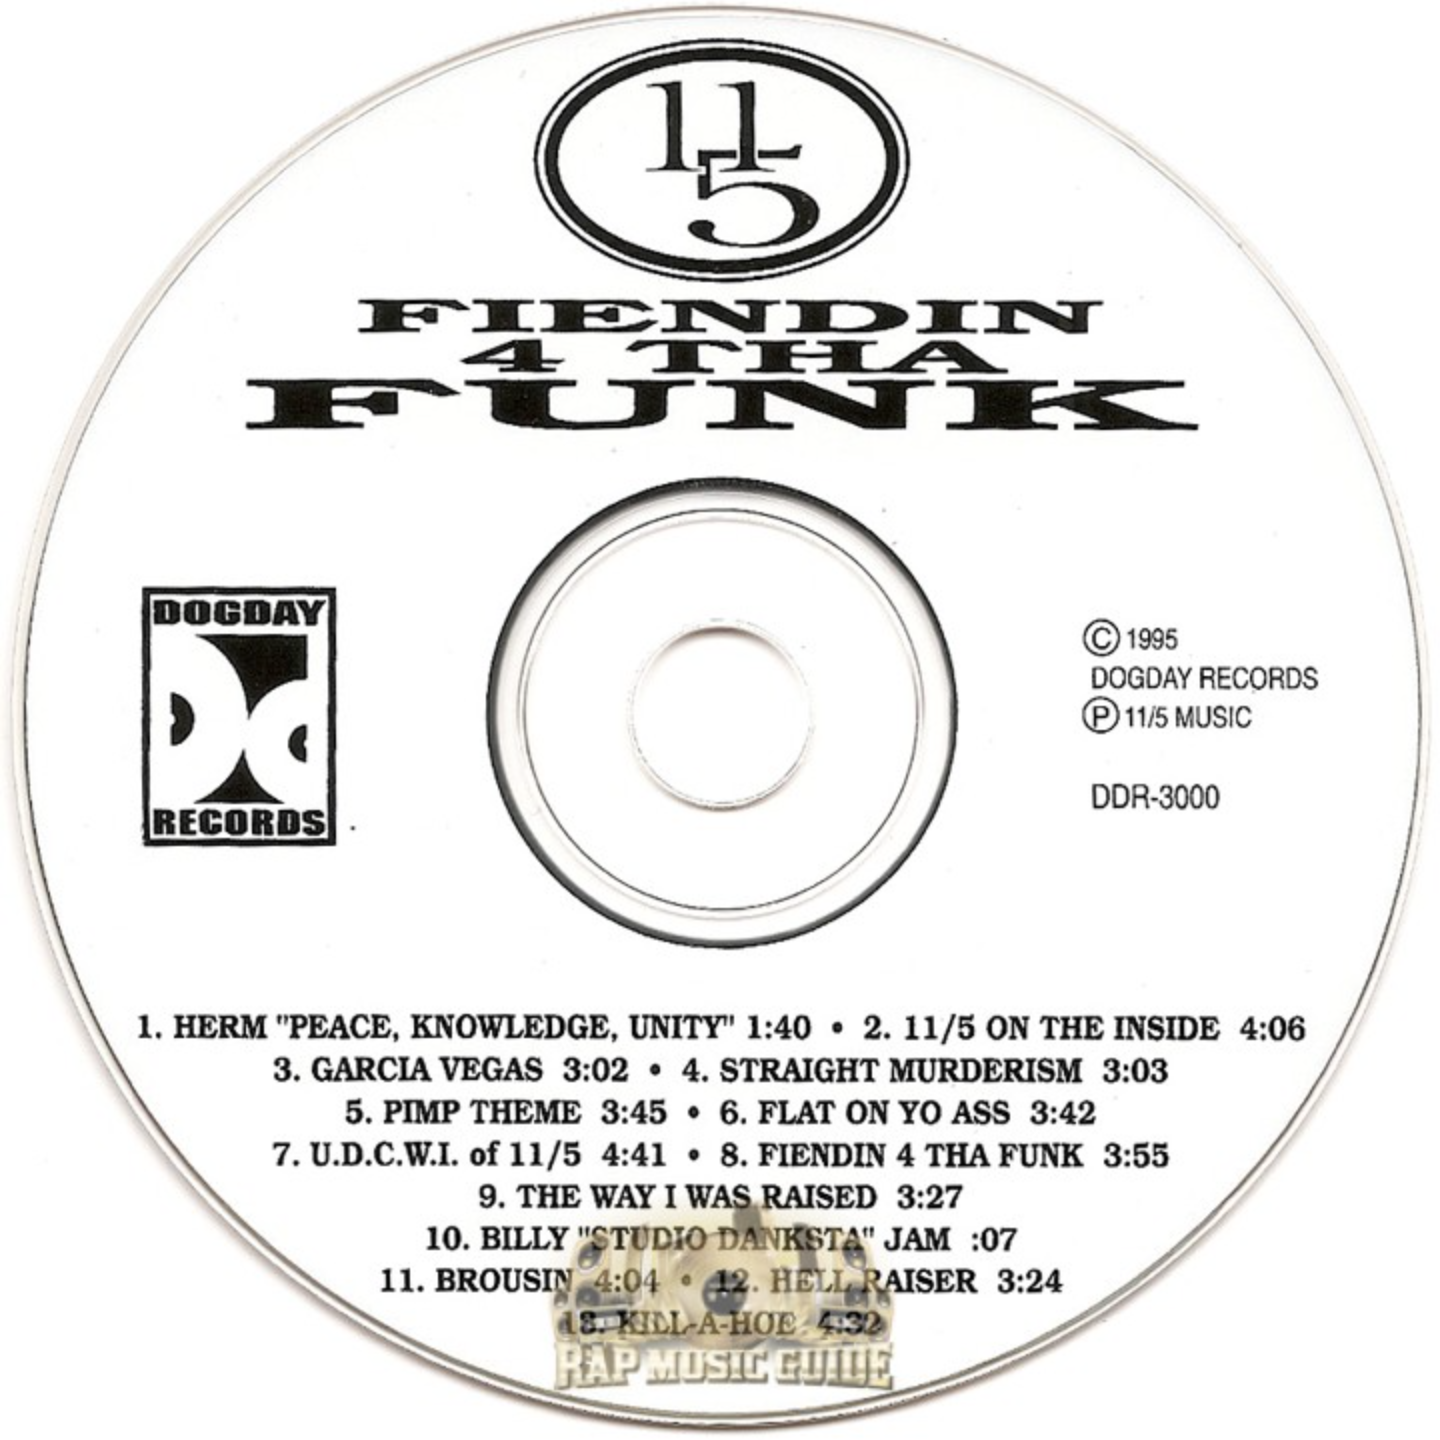 11
5
FIENDIN
4 THA
FUNK
DOGDAY
RECORDS
© 1995
DOGDAY RECORDS
Ⓟ 11/5 MUSIC
DDR-3000
1. HERM "PEACE, KNOWLEDGE, UNITY" 1:40 • 2. 11/5 ON THE INSIDE 4:06
3. GARCIA VEGAS 3:02 • 4. STRAIGHT MURDERISM 3:03
5. PIMP THEME 3:45 • 6. FLAT ON YO ASS 3:42
7. U.D.C.W.I. of 11/5 4:41 • 8. FIENDIN 4 THA FUNK 3:55
9. THE WAY I WAS RAISED 3:27
10. BILLY "STUDIO DANKSTA" JAM :07
11. BROUSIN 4:04 • 12. HELL RAISER 3:24
13. KILL-A-HOE 4:32
RAP MUSIC GUIDE